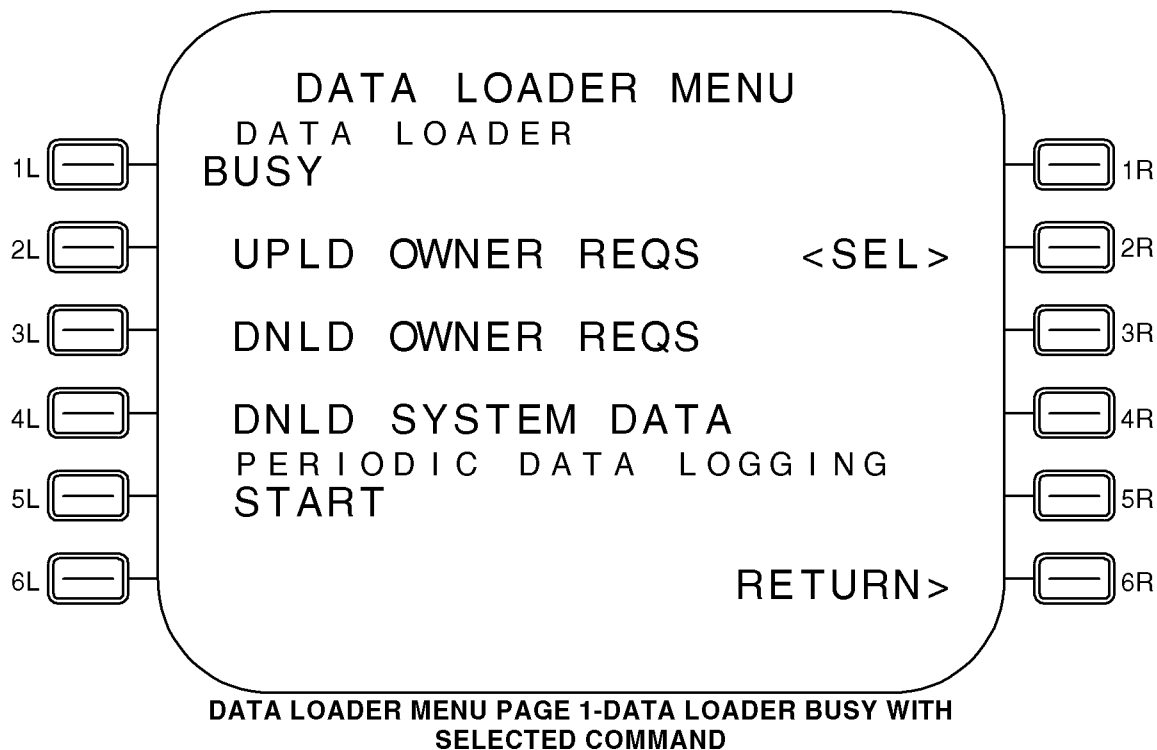 DATA LOADER MENU
DATA LOADER
1L BUSY 1R
2L UPLD OWNER REQS <SEL> 2R
3L DNLD OWNER REQS 3R
4L DNLD SYSTEM DATA 4R
PERIODIC DATA LOGGING
5L START 5R
6L RETURN> 6R
DATA LOADER MENU PAGE 1-DATA LOADER BUSY WITH
SELECTED COMMAND